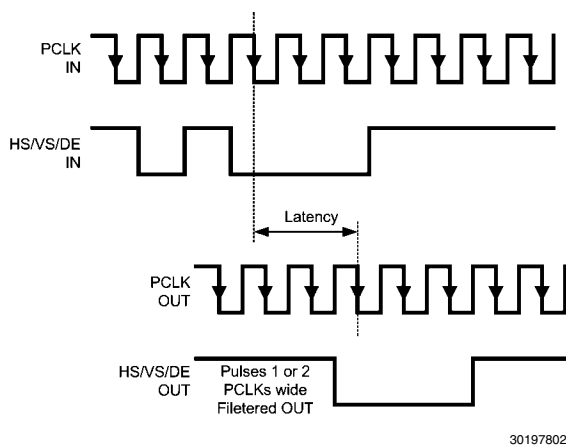 PCLK
IN
HS/VS/DE
IN
Latency
PCLK
OUT
HS/VS/DE
OUT
Pulses 1 or 2
PCLKs wide
Filetered OUT
30197802